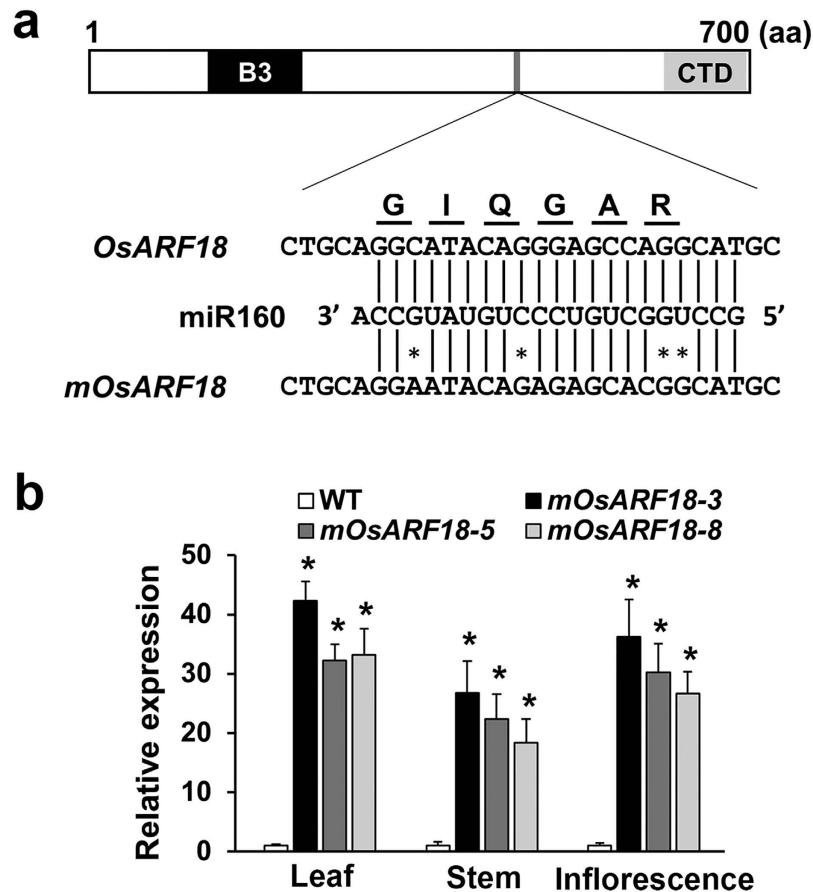 a
1 700 (aa)
B3 CTD
G I Q G A R
OsARF18 CTGCAGGCATACAGGGAGCCAGGCATGC
miR160 3’ ACCGUAUGUCCCUGUCGGUCCG 5’
* * **
mOsARF18 CTGCAGGAATACAGAGAGCACGGCATGC
b
WT mOsARF18-3
mOsARF18-5 mOsARF18-8
Relative expression
50
40
30
20
10
0
* * * * * * * * *
Leaf Stem Inflorescence